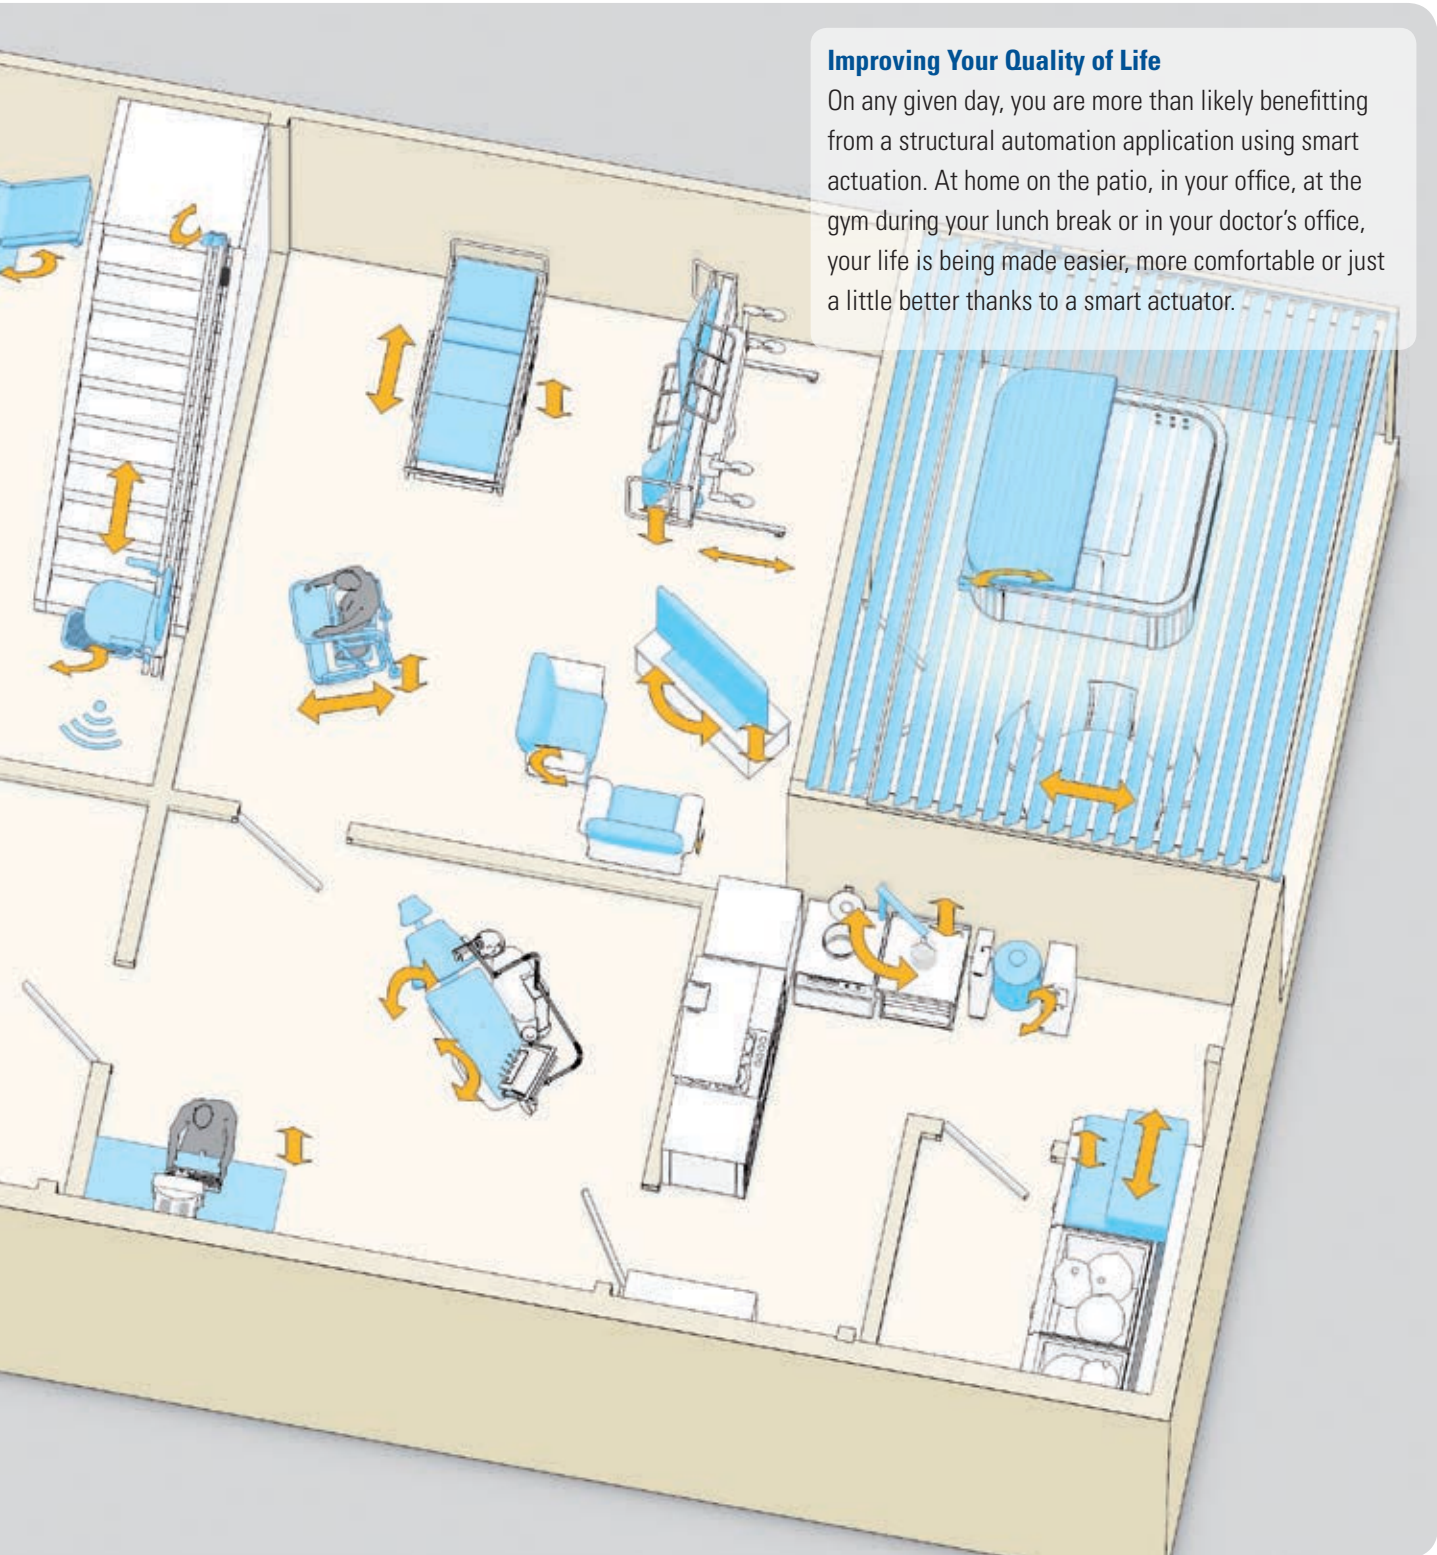 Improving Your Quality of Life
On any given day, you are more than likely benefitting
from a structural automation application using smart
actuation. At home on the patio, in your office, at the
gym during your lunch break or in your doctor's office,
your life is being made easier, more comfortable or just
a little better thanks to a smart actuator.